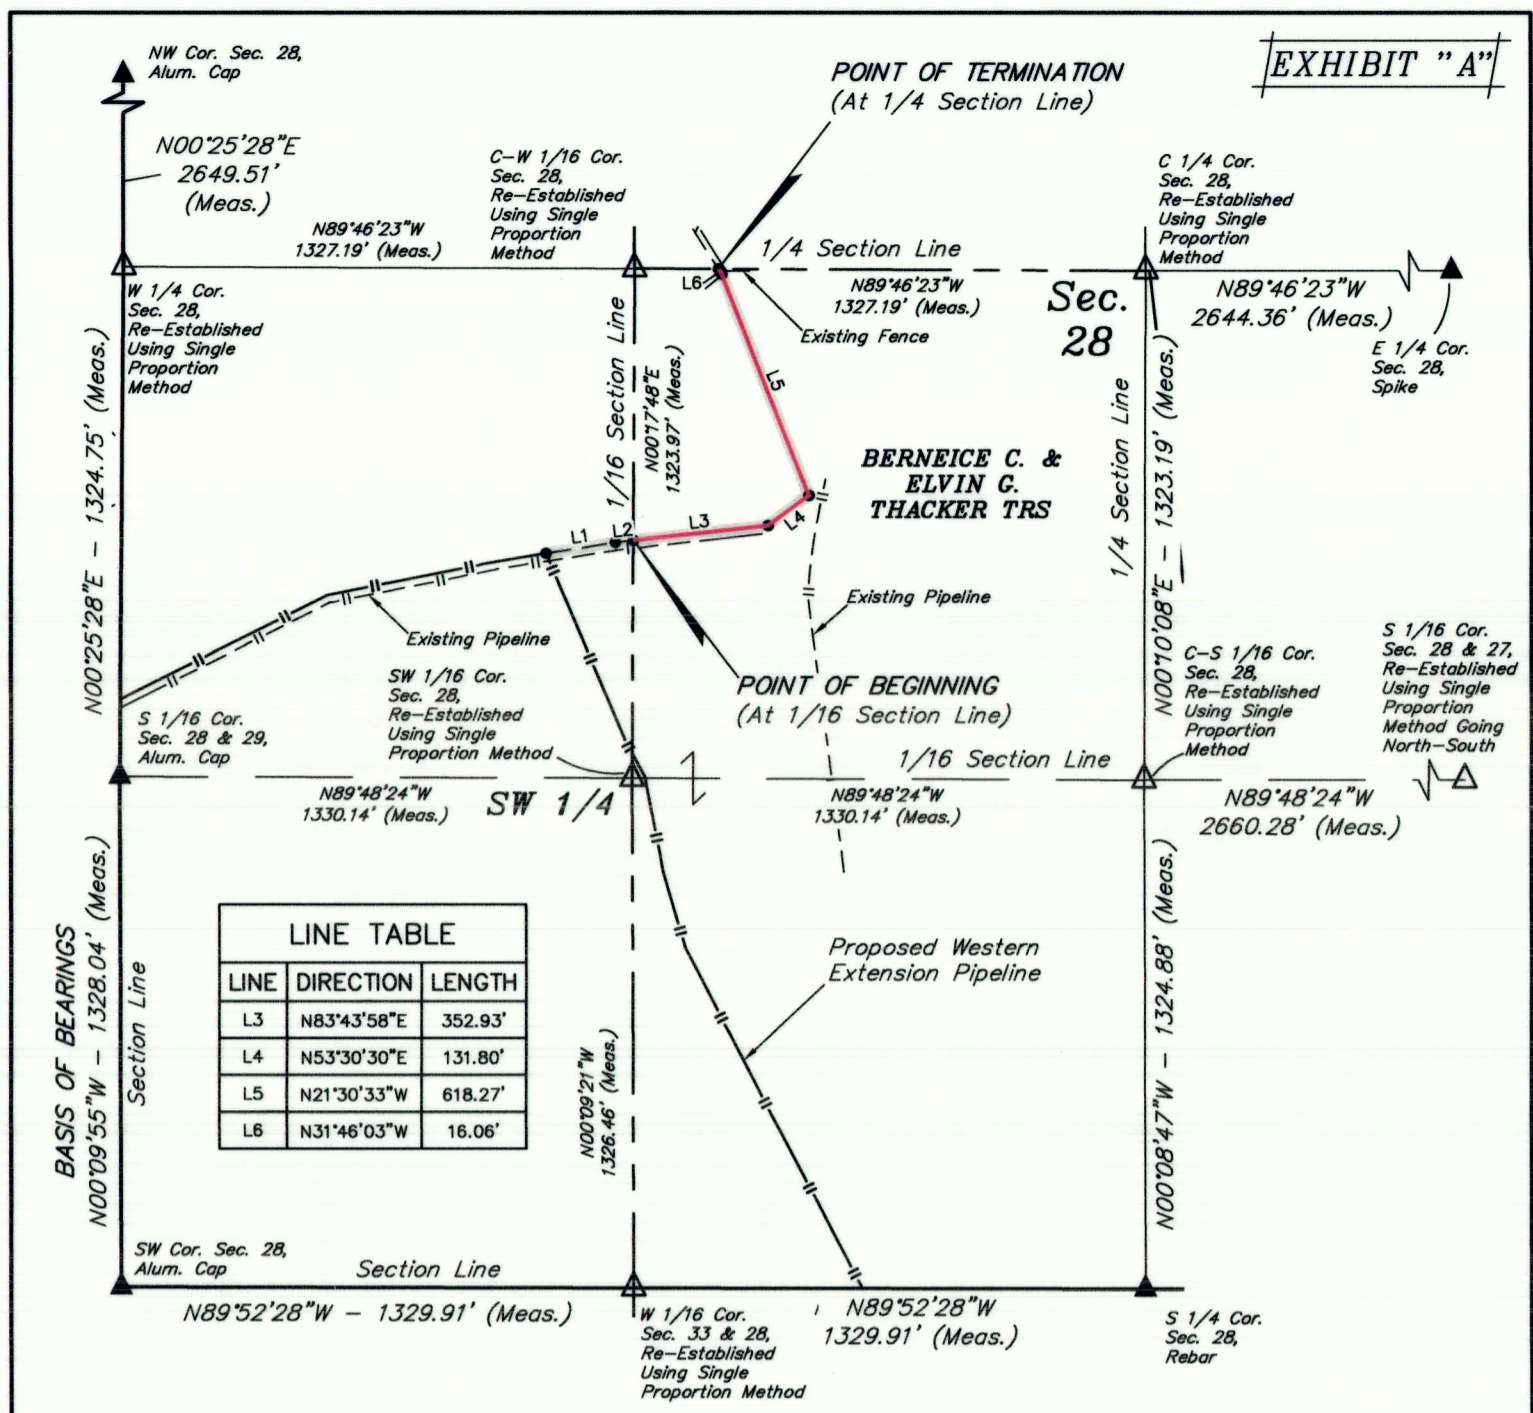 EXHIBIT "A"
NW Cor. Sec. 28,
Alum. Cap
POINT OF TERMINATION
(At 1/4 Section Line)
N00°25'28"E
2649.51'
(Meas.)
C-W 1/16 Cor.
Sec. 28,
Re-Established
Using Single
Proportion
Method
C 1/4 Cor.
Sec. 28,
Re-Established
Using Single
Proportion
Method
N89°46'23"W
1327.19' (Meas.)
1/4 Section Line
L6
N89°46'23"W
1327.19' (Meas.)
Existing Fence
Sec.
28
N89°46'23"W
2644.36' (Meas.)
E 1/4 Cor.
Sec. 28,
Spike
W 1/4 Cor.
Sec. 28,
Re-Established
Using Single
Proportion
Method
N00°25'28"E - 1324.75' (Meas.)
1/16 Section Line
N00°17'48"E
1323.97' (Meas.)
L5
1/4 Section Line
N00°10'08"E - 1323.19' (Meas.)
BERNEICE C. &
ELVIN G.
THACKER TRS
L1
L2
L3
L4
Existing Pipeline
Existing Pipeline
SW 1/16 Cor.
Sec. 28,
Re-Established
Using Single
Proportion Method
POINT OF BEGINNING
(At 1/16 Section Line)
C-S 1/16 Cor.
Sec. 28,
Re-Established
Using Single
Proportion
Method
S 1/16 Cor.
Sec. 28 & 27,
Re-Established
Using Single
Proportion
Method Going
North-South
S 1/16 Cor.
Sec. 28 & 29,
Alum. Cap
1/16 Section Line
N89°48'24"W
1330.14' (Meas.)
SW 1/4
N89°48'24"W
1330.14' (Meas.)
N89°48'24"W
2660.28' (Meas.)
BASIS OF BEARINGS
N00°09'55"W - 1328.04' (Meas.)
Section Line
LINE TABLE
LINE DIRECTION LENGTH
L3 N83°43'58"E 352.93'
L4 N53°30'30"E 131.80'
L5 N21°30'33"W 618.27'
L6 N31°46'03"W 16.06'
N00°09'21"W
1326.46' (Meas.)
Proposed Western
Extension Pipeline
N00°08'47"W - 1324.88' (Meas.)
SW Cor. Sec. 28,
Alum. Cap
Section Line
N89°52'28"W - 1329.91' (Meas.)
W 1/16 Cor.
Sec. 33 & 28,
Re-Established
Using Single
Proportion Method
N89°52'28"W
1329.91' (Meas.)
S 1/4 Cor.
Sec. 28,
Rebar